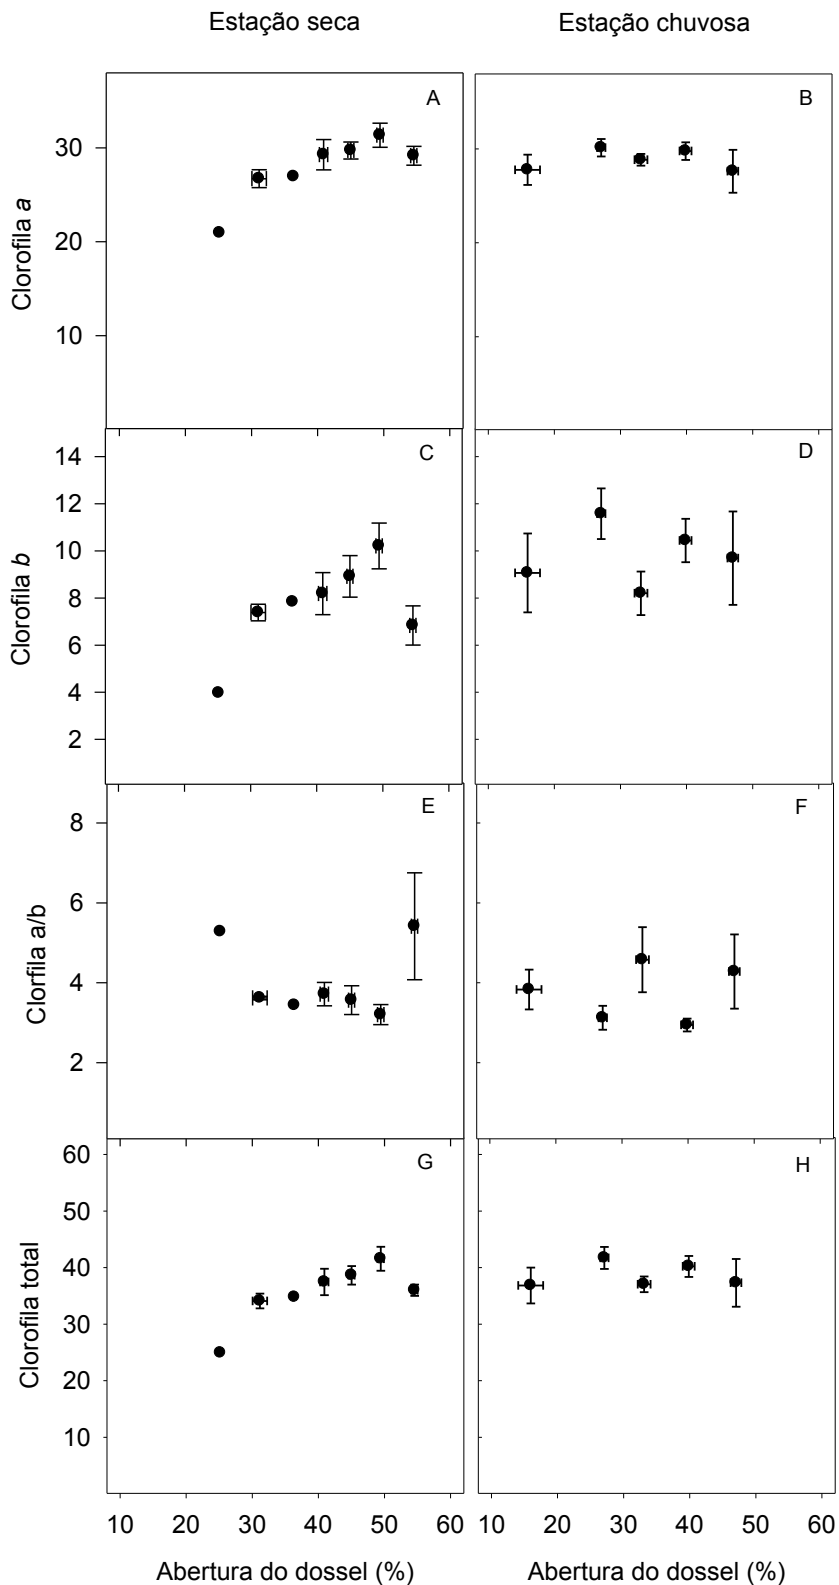 Estação seca
Estação chuvosa
A
B
Clorofila a
30
20
10
C
D
Clorofila b
14
12
10
8
6
4
2
E
F
Clorfila a/b
8
6
4
2
G
H
Clorofila total
60
50
40
30
20
10
10 20 30 40 50 60
10 20 30 40 50 60
Abertura do dossel (%)
Abertura do dossel (%)